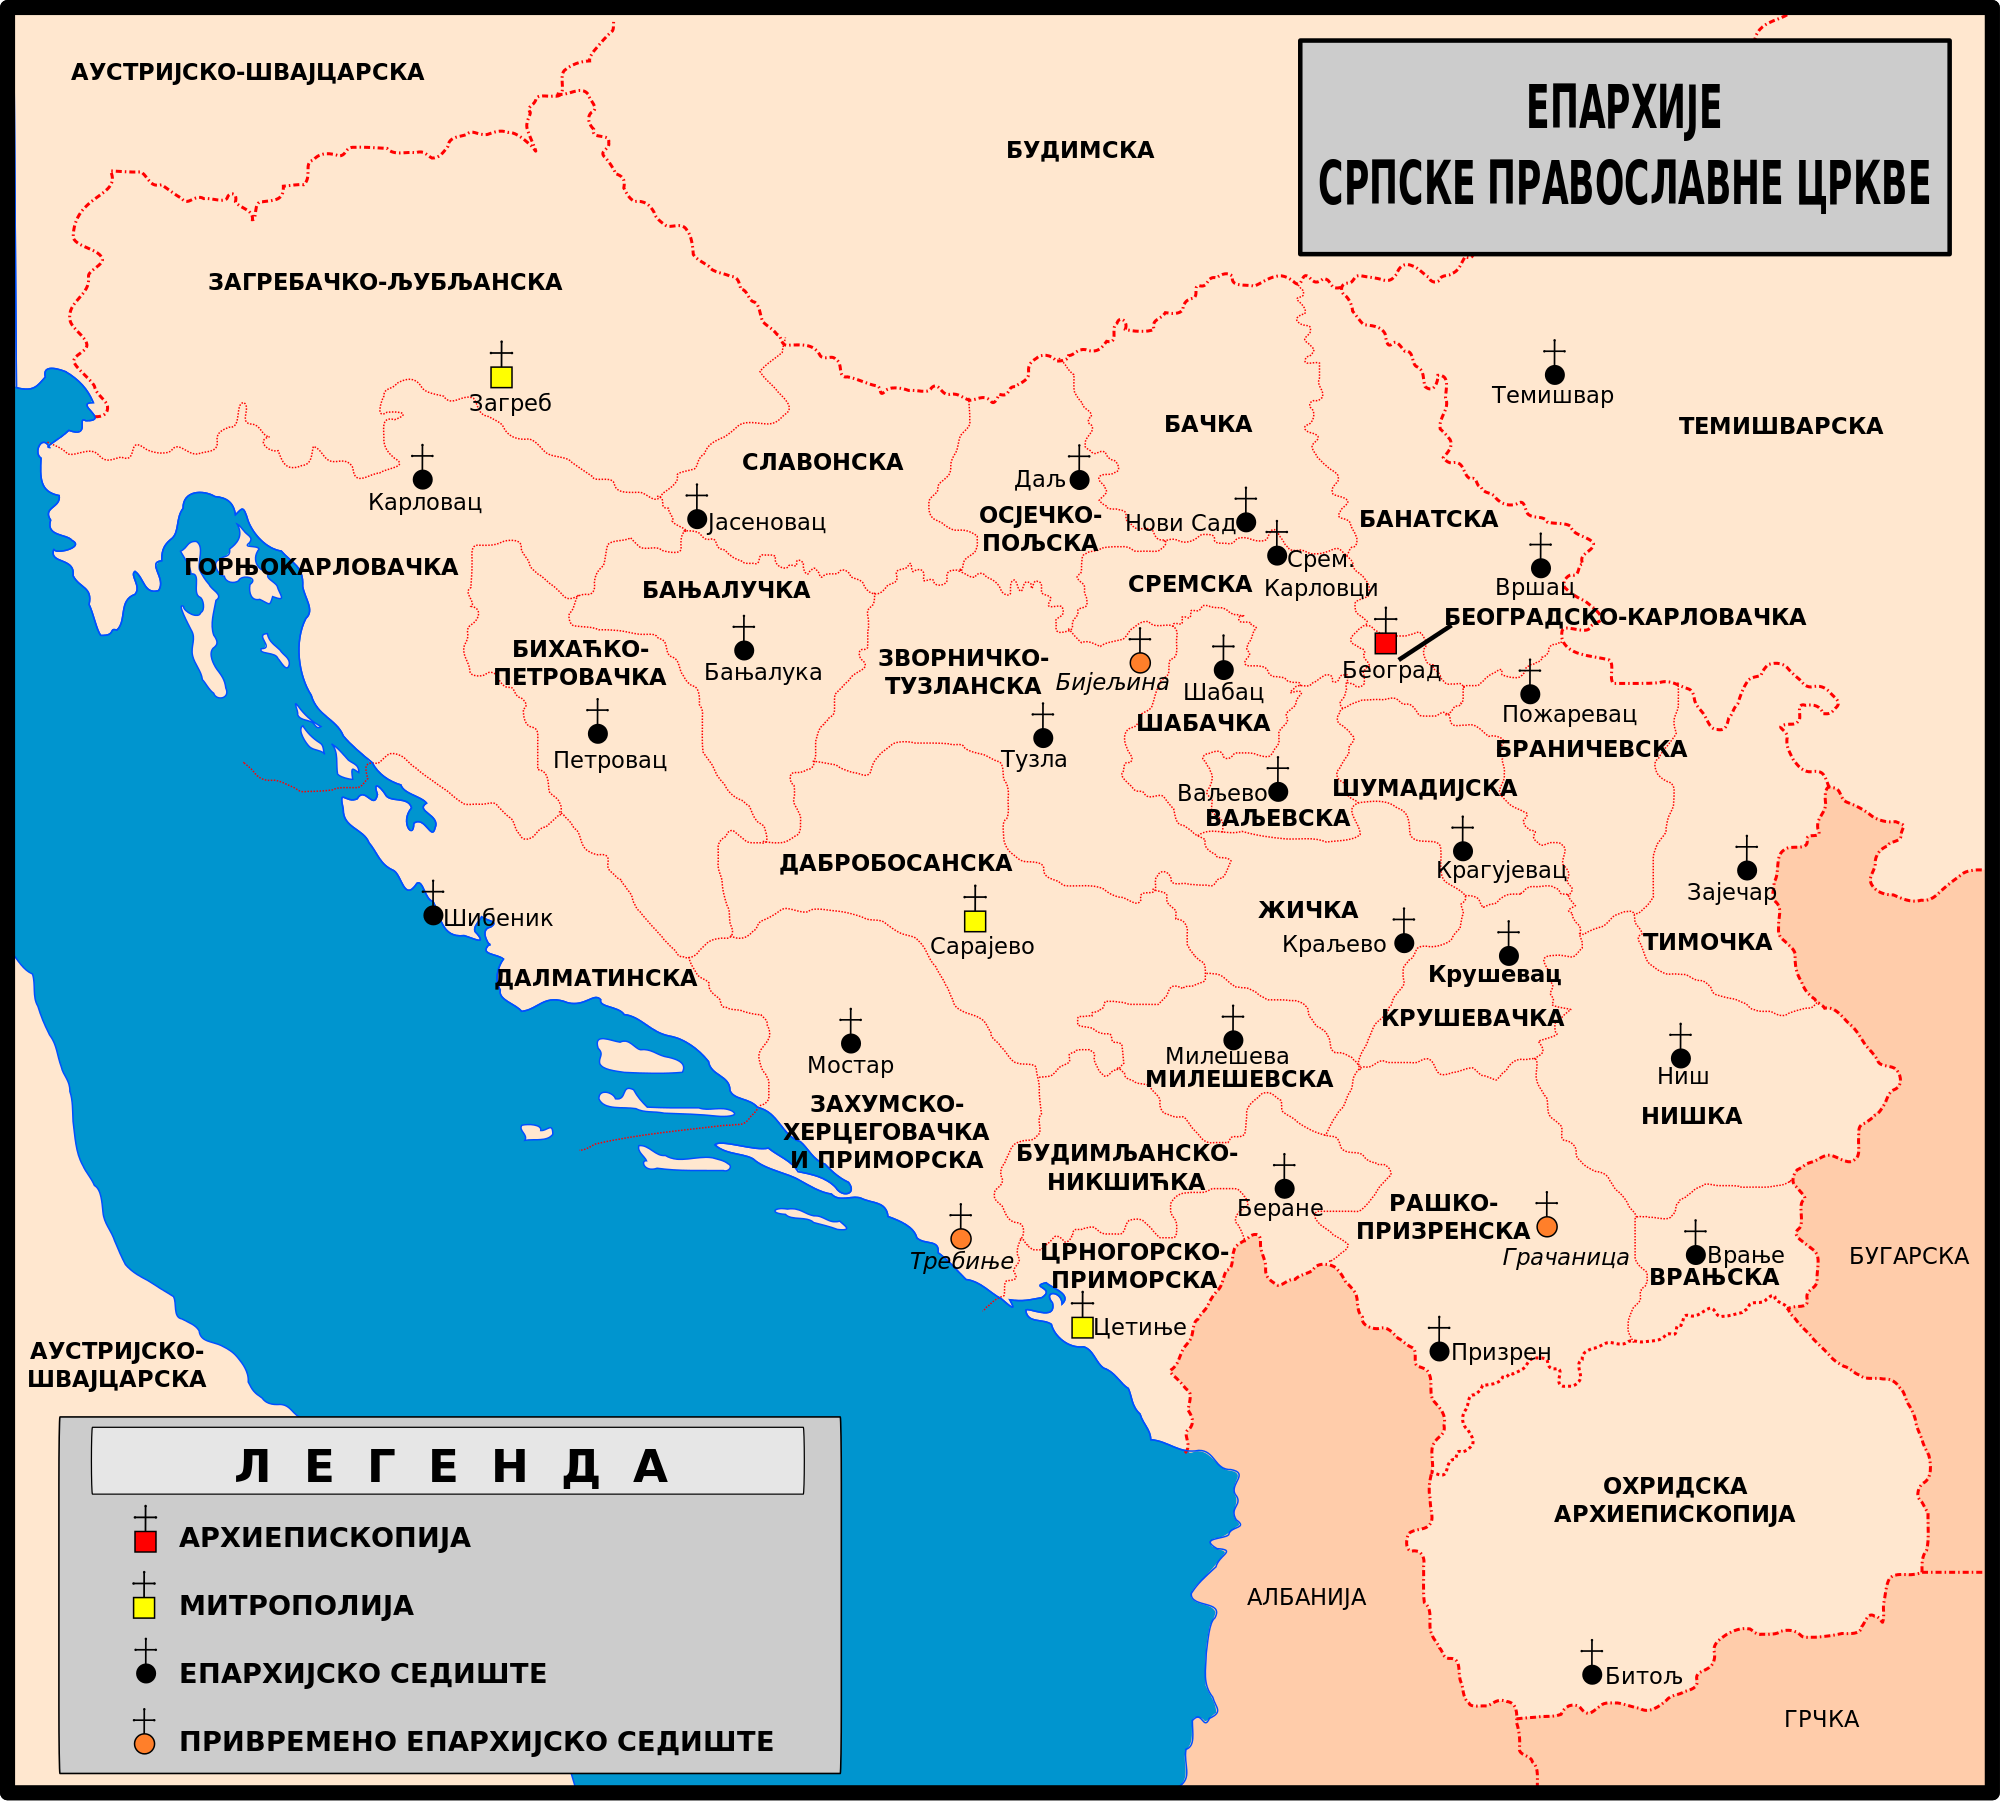 АУСТРИЈСКО-ШВАЈЦАРСКА
ЕПАРХИЈЕ
СРПСКЕ ПРАВОСЛАВНЕ ЦРКВЕ
БУДИМСКА
ЗАГРЕБАЧКО-ЉУБЉАНСКА
Загреб
Темишвар
ТЕМИШВАРСКА
БАЧКА
СЛАВОНСКА
Карловац
Даљ
Јасеновац
ОСЈЕЧКО-
ПОЉСКА
Нови Сад
БАНАТСКА
Срем.
Карловци
ГОРЊОКАРЛОВАЧКА
БАЊАЛУЧКА
СРЕМСКА
Вршац
БЕОГРАДСКО-КАРЛОВАЧКА
БИХАЋКО-
ПЕТРОВАЧКА
Бањалука
ЗВОРНИЧКО-
ТУЗЛАНСКА
Бијељина
Шабац
Београд
ШАБАЧКА
Пожаревац
Петровац
Тузла
БРАНИЧЕВСКА
Ваљево
ШУМАДИЈСКА
ВАЉЕВСКА
ДАБРОБОСАНСКА
Крагујевац
Зајечар
Шибеник
Сарајево
ЖИЧКА
Краљево
ТИМОЧКА
ДАЛМАТИНСКА
Крушевац
КРУШЕВАЧКА
Мостар
Милешева
МИЛЕШЕВСКА
Ниш
НИШКА
ЗАХУМСКО-
ХЕРЦЕГОВАЧКА
И ПРИМОРСКА
БУДИМЉАНСКО-
НИКШИЋКА
Беране
РАШКО-
ПРИЗРЕНСКА
Грачаница
Требиње
ЦРНОГОРСКО-
ПРИМОРСКА
Врање
ВРАЊСКА
БУГАРСКА
Цетиње
Призрен
АУСТРИЈСКО-
ШВАЈЦАРСКА
ОХРИДСКА
АРХИЕПИСКОПИЈА
АЛБАНИЈА
Битољ
ГРЧКА
ЛЕГЕНДА
АРХИЕПИСКОПИЈА
МИТРОПОЛИЈА
ЕПАРХИЈСКО СЕДИШТЕ
ПРИВРЕМЕНО ЕПАРХИЈСКО СЕДИШТЕ